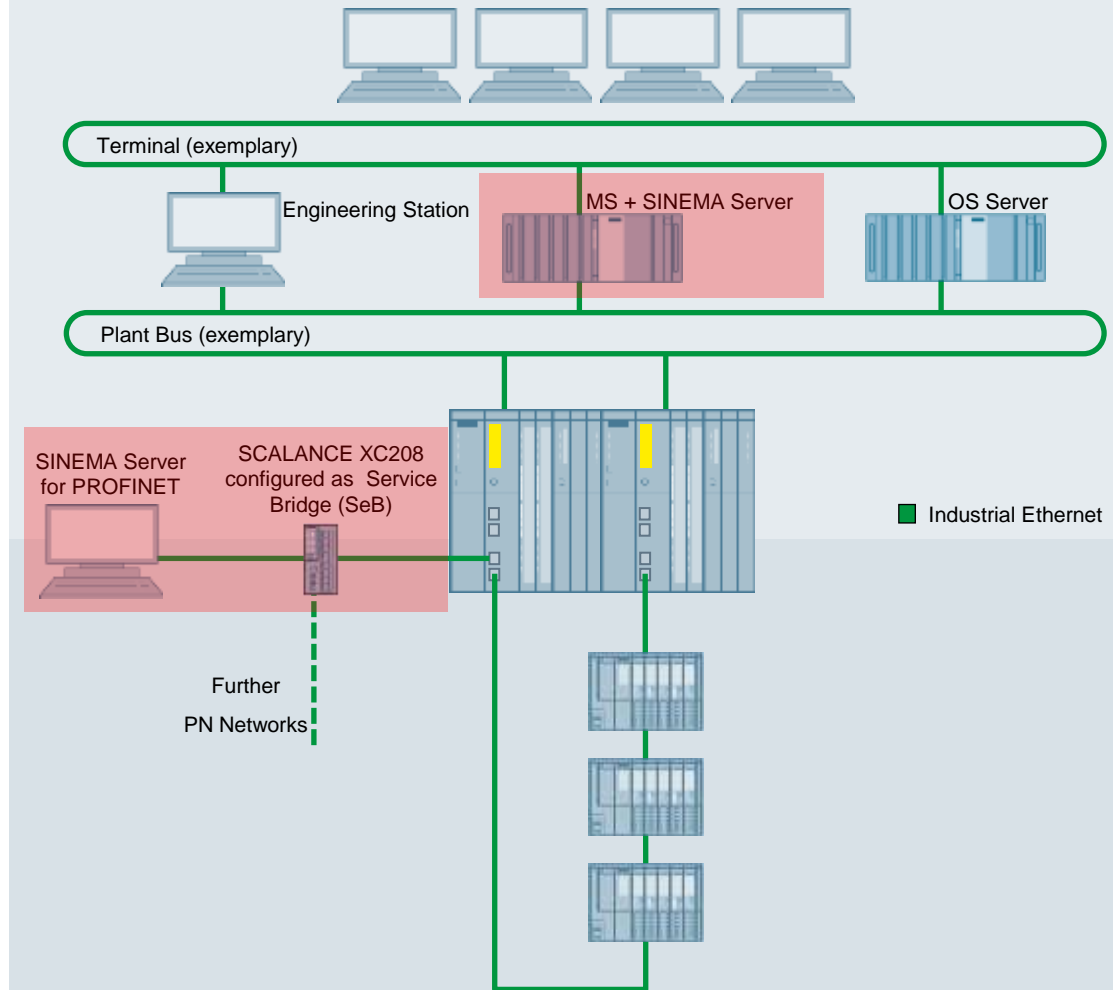 Terminal (exemplary)
Engineering Station
MS + SINEMA Server
OS Server
Plant Bus (exemplary)
SINEMA Server
for PROFINET
SCALANCE XC208
configured as Service
Bridge (SeB)
Industrial Ethernet
Further
PN Networks